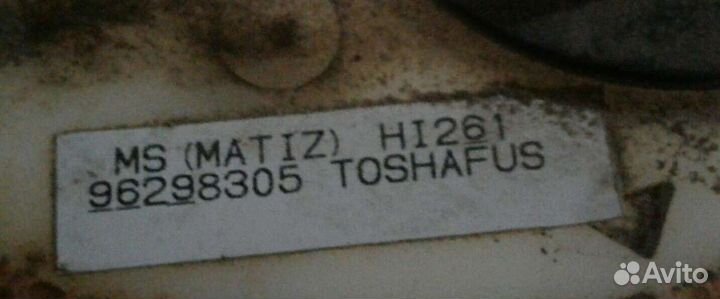 MS (MATIZ) HI261
96298305 TOSHAFUS
Avito